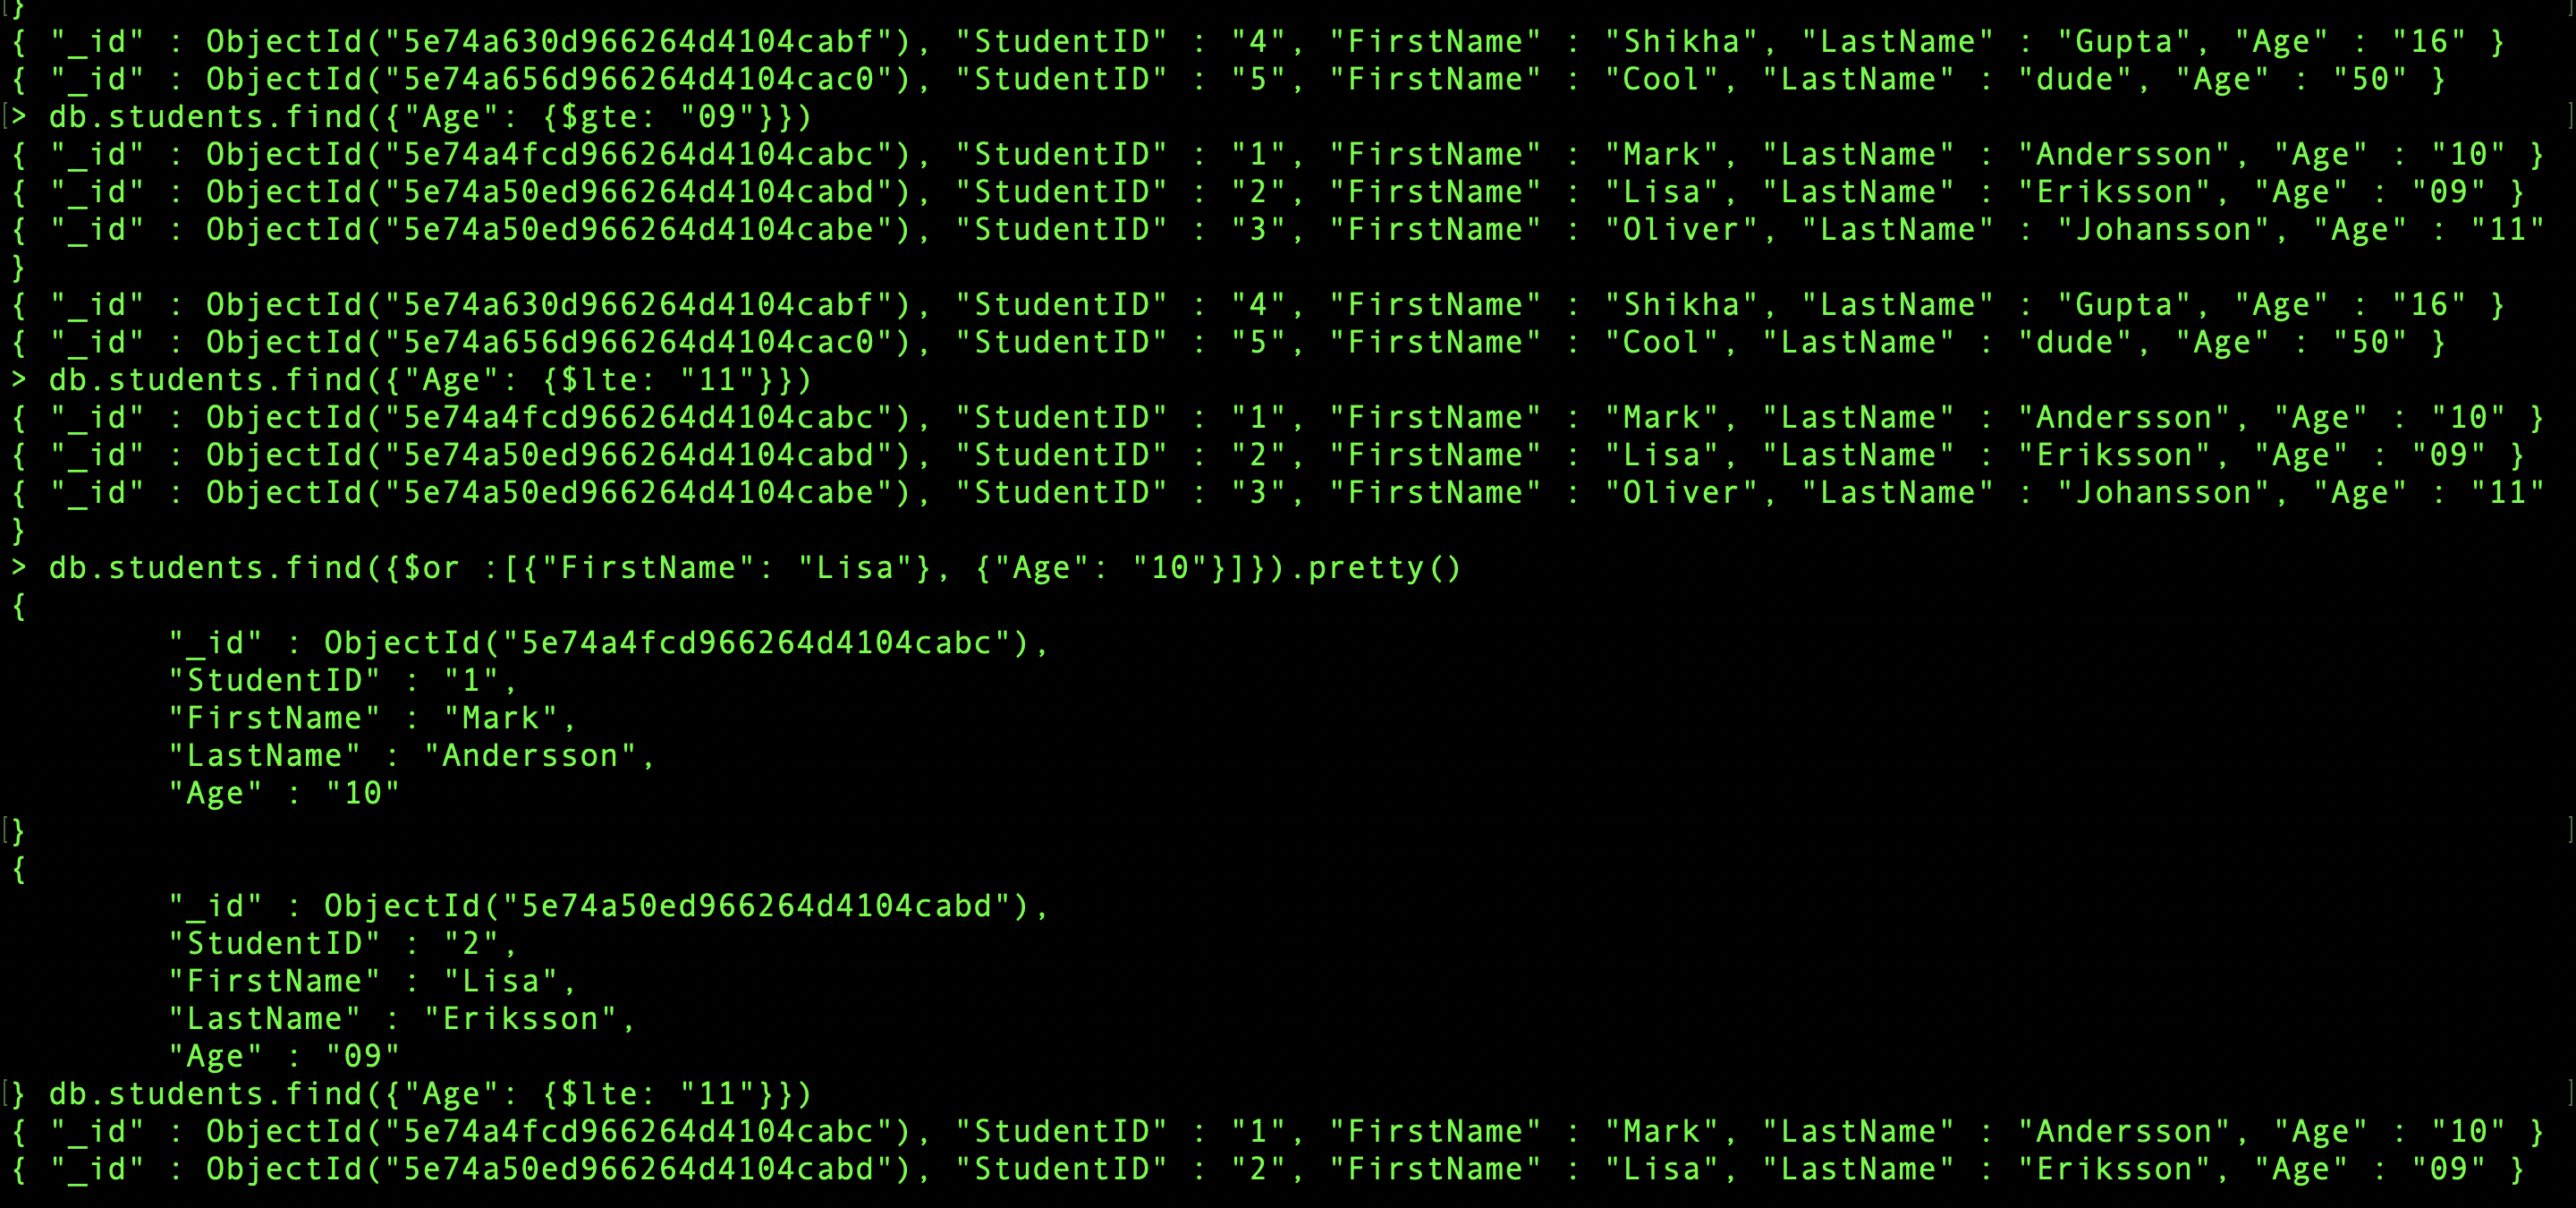 [}
{ "_id" : ObjectId("5e74a630d966264d4104cabf"), "StudentID" : "4", "FirstName" : "Shikha", "LastName" : "Gupta", "Age" : "16" }
{ "_id" : ObjectId("5e74a656d966264d4104cac0"), "StudentID" : "5", "FirstName" : "Cool", "LastName" : "dude", "Age" : "50" }
[> db.students.find({"Age": {$gte: "09"}}) ]
{ "_id" : ObjectId("5e74a4fcd966264d4104cabc"), "StudentID" : "1", "FirstName" : "Mark", "LastName" : "Andersson", "Age" : "10" }
{ "_id" : ObjectId("5e74a50ed966264d4104cabd"), "StudentID" : "2", "FirstName" : "Lisa", "LastName" : "Eriksson", "Age" : "09" }
{ "_id" : ObjectId("5e74a50ed966264d4104cabe"), "StudentID" : "3", "FirstName" : "Oliver", "LastName" : "Johansson", "Age" : "11"
}
{ "_id" : ObjectId("5e74a630d966264d4104cabf"), "StudentID" : "4", "FirstName" : "Shikha", "LastName" : "Gupta", "Age" : "16" }
{ "_id" : ObjectId("5e74a656d966264d4104cac0"), "StudentID" : "5", "FirstName" : "Cool", "LastName" : "dude", "Age" : "50" }
> db.students.find({"Age": {$lte: "11"}})
{ "_id" : ObjectId("5e74a4fcd966264d4104cabc"), "StudentID" : "1", "FirstName" : "Mark", "LastName" : "Andersson", "Age" : "10" }
{ "_id" : ObjectId("5e74a50ed966264d4104cabd"), "StudentID" : "2", "FirstName" : "Lisa", "LastName" : "Eriksson", "Age" : "09" }
{ "_id" : ObjectId("5e74a50ed966264d4104cabe"), "StudentID" : "3", "FirstName" : "Oliver", "LastName" : "Johansson", "Age" : "11"
}
> db.students.find({$or :[{"FirstName": "Lisa"}, {"Age": "10"}]}).pretty()
{
        "_id" : ObjectId("5e74a4fcd966264d4104cabc"),
        "StudentID" : "1",
        "FirstName" : "Mark",
        "LastName" : "Andersson",
        "Age" : "10"
[} ]
{
        "_id" : ObjectId("5e74a50ed966264d4104cabd"),
        "StudentID" : "2",
        "FirstName" : "Lisa",
        "LastName" : "Eriksson",
        "Age" : "09"
[} db.students.find({"Age": {$lte: "11"}}) ]
{ "_id" : ObjectId("5e74a4fcd966264d4104cabc"), "StudentID" : "1", "FirstName" : "Mark", "LastName" : "Andersson", "Age" : "10" }
{ "_id" : ObjectId("5e74a50ed966264d4104cabd"), "StudentID" : "2", "FirstName" : "Lisa", "LastName" : "Eriksson", "Age" : "09" }